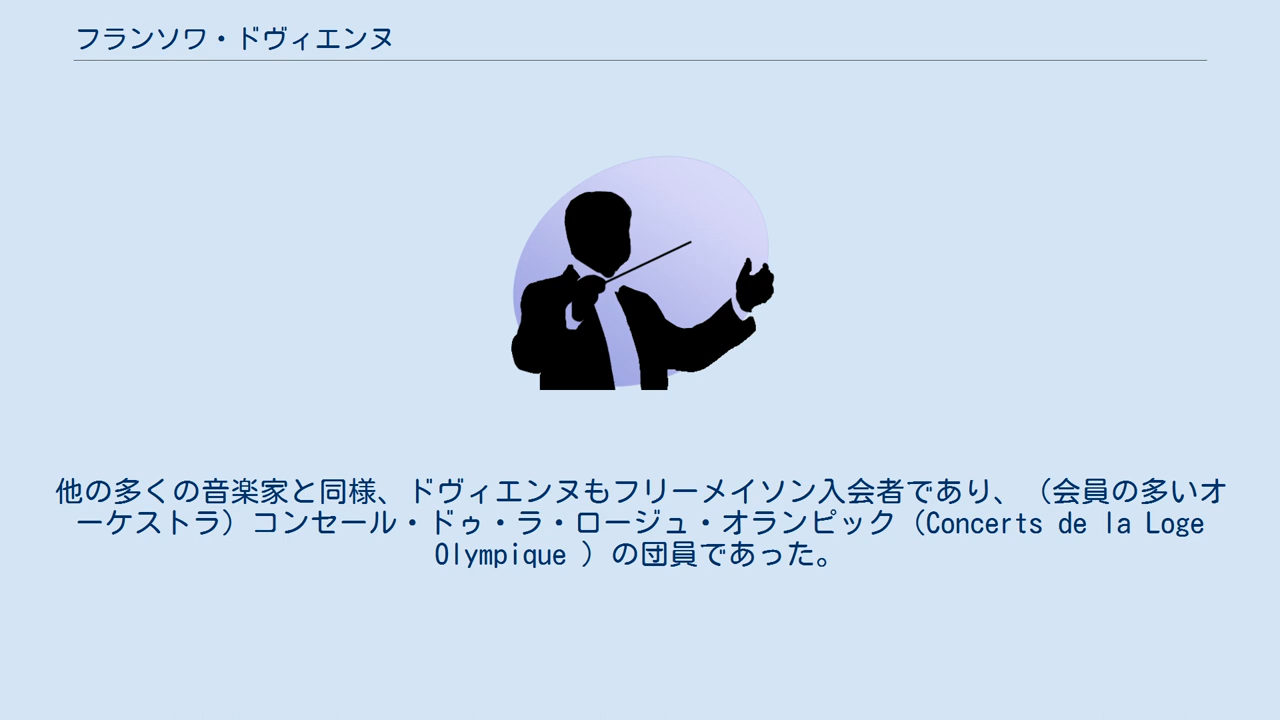 フランソワ・ドヴィエンヌ
他の多くの音楽家と同様、ドヴィエンヌもフリーメイソン入会者であり、（会員の多いオ
ーケストラ）コンセール・ドゥ・ラ・ロージュ・オランピック（Concerts de la Loge
Olympique ）の団員であった。